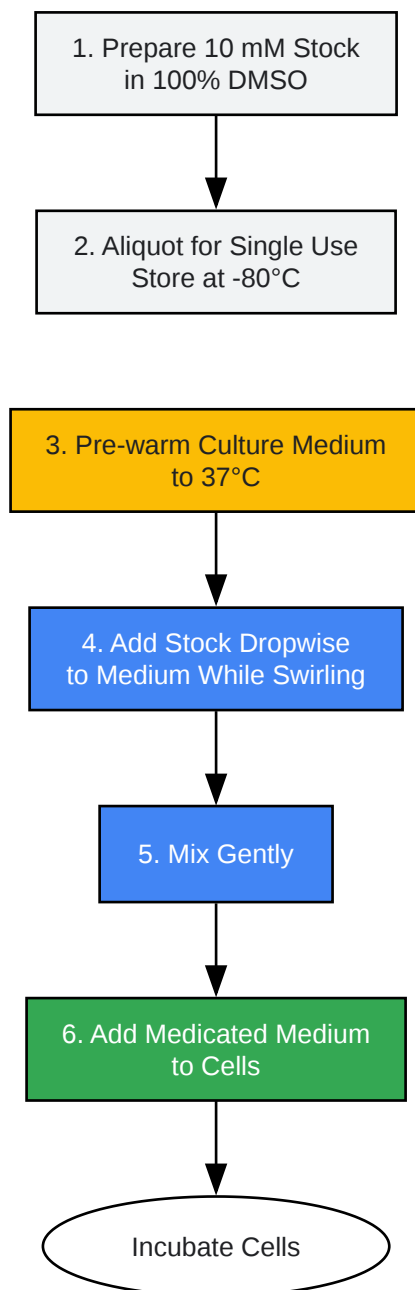 1. Prepare 10 mM Stock
in 100% DMSO
2. Aliquot for Single Use
Store at -80°C
3. Pre-warm Culture Medium
to 37°C
4. Add Stock Dropwise
to Medium While Swirling
5. Mix Gently
6. Add Medicated Medium
to Cells
Incubate Cells